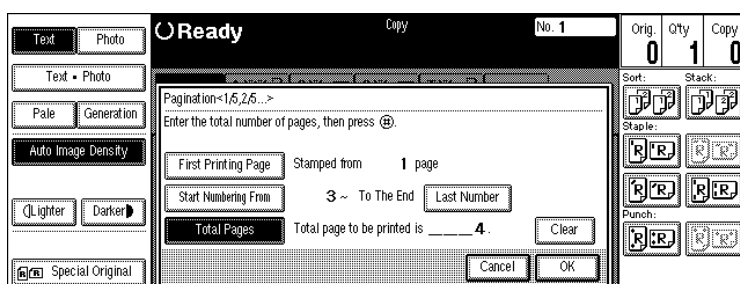 Text Photo
Text • Photo
Pale Generation
Auto Image Density
Lighter Darker
Special Original
Ready
Copy
No. 1
Pagination<1/5,2/5...>
Enter the total number of pages, then press #.
First Printing Page Stamped from 1 page
Start Numbering From 3 ~ To The End Last Number
Total Pages Total page to be printed is _____4. Clear
Cancel OK
Orig. Q'ty Copy
0 1 0
Sort: Stack:
Staple:
Punch: